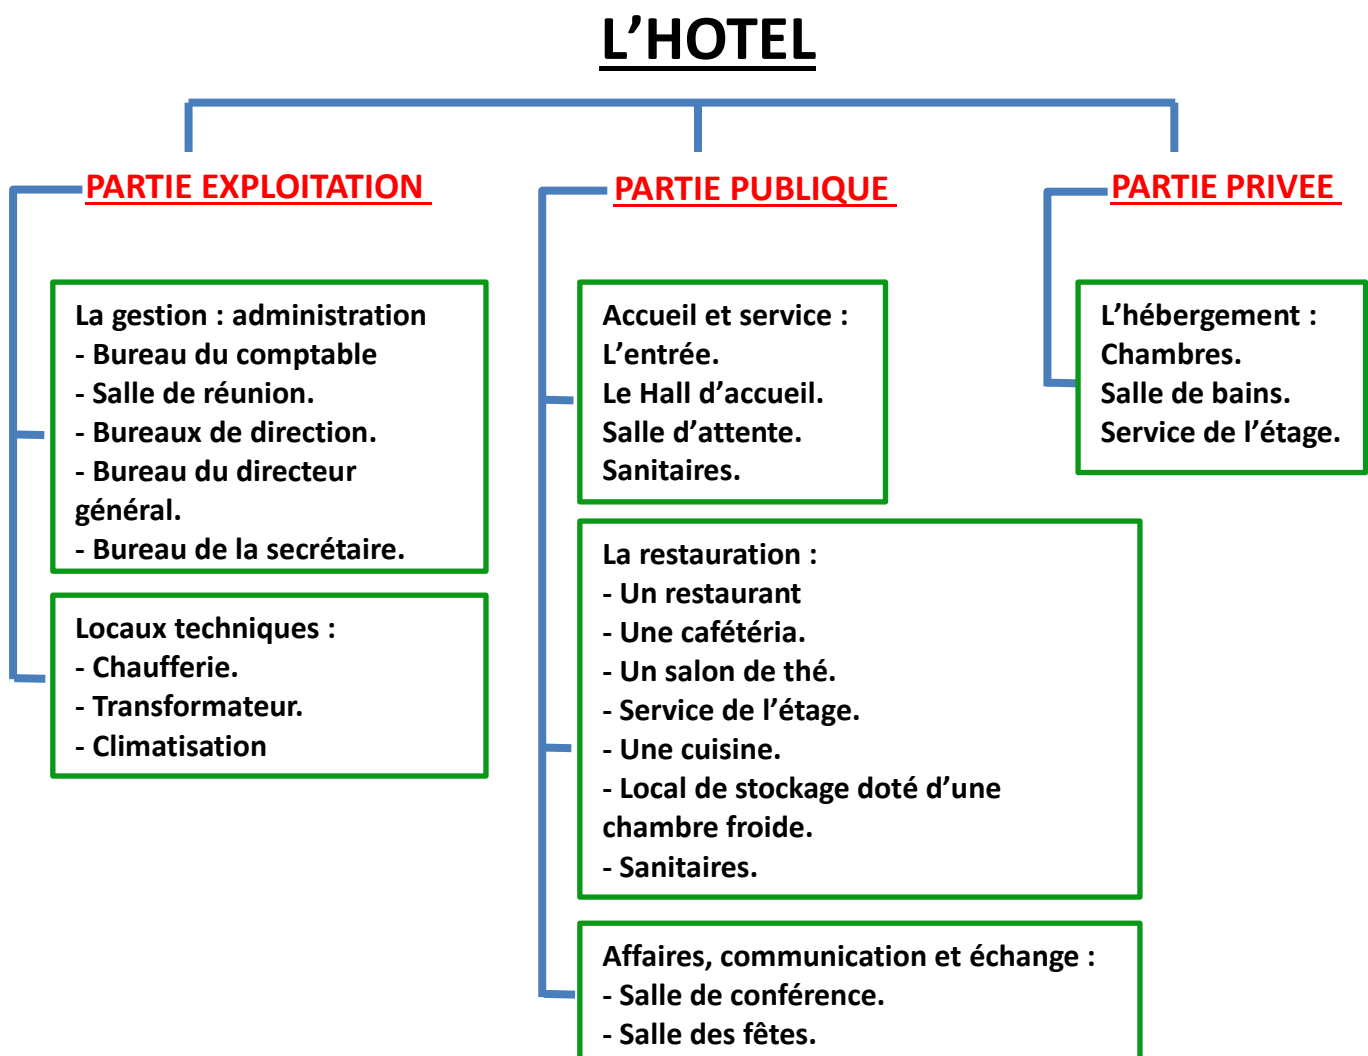 L’HOTEL
PARTIE EXPLOITATION
La gestion : administration
- Bureau du comptable
- Salle de réunion.
- Bureaux de direction.
- Bureau du directeur
général.
- Bureau de la secrétaire.
Locaux techniques :
- Chaufferie.
- Transformateur.
- Climatisation
PARTIE PUBLIQUE
Accueil et service :
L’entrée.
Le Hall d’accueil.
Salle d’attente.
Sanitaires.
La restauration :
- Un restaurant
- Une cafétéria.
- Un salon de thé.
- Service de l’étage.
- Une cuisine.
- Local de stockage doté d’une
chambre froide.
- Sanitaires.
Affaires, communication et échange :
- Salle de conférence.
- Salle des fêtes.
PARTIE PRIVEE
L’hébergement :
Chambres.
Salle de bains.
Service de l’étage.